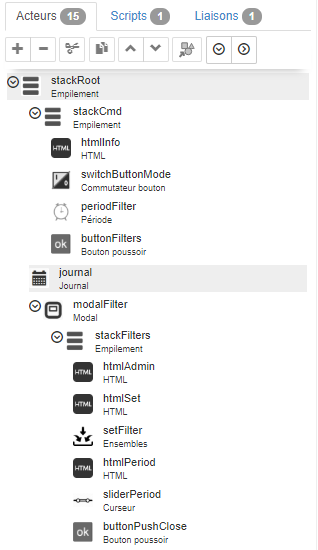 Acteurs 15 Scripts 1 Liaisons 1
stackRoot
Empilement
stackCmd
Empilement
HTML
htmlInfo
HTML
I
0
switchButtonMode
Commutateur bouton
periodFilter
Période
ok
buttonFilters
Bouton poussoir
journal
Journal
modalFilter
Modal
stackFilters
Empilement
HTML
htmlAdmin
HTML
HTML
htmlSet
HTML
setFilter
Ensembles
HTML
htmlPeriod
HTML
sliderPeriod
Curseur
ok
buttonPushClose
Bouton poussoir